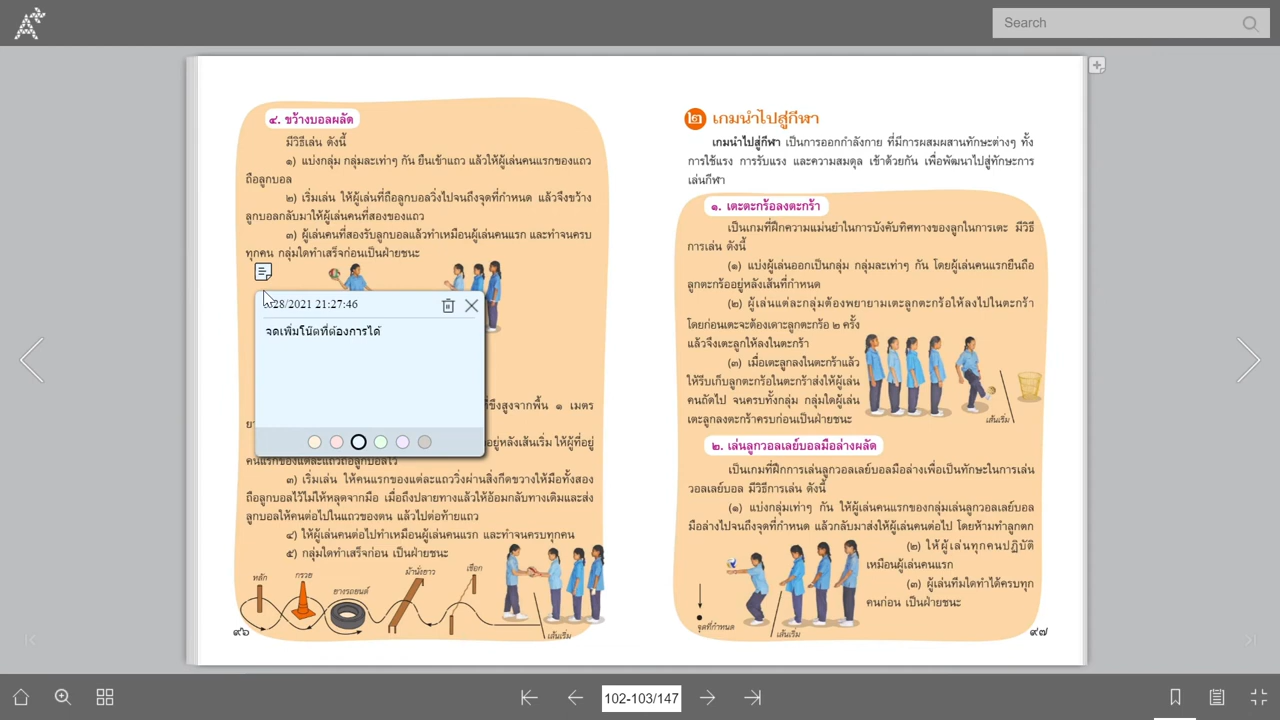 Search
๔. ขว้างบอลผลัด
มีวิธีเล่น ดังนี้
๑) แบ่งกลุ่ม กลุ่มละเท่าๆ กัน ยืนเข้าแถว แล้วให้ผู้เล่นคนแรกของแถว
ถือลูกบอล
๒) เริ่มเล่น ให้ผู้เล่นที่ถือลูกบอลวิ่งไปจนถึงจุดที่กำหนด แล้วจึงขว้าง
ลูกบอลกลับมาให้ผู้เล่นคนที่สองของแถว
๓) ผู้เล่นคนที่สองรับลูกบอลแล้วทำเหมือนผู้เล่นคนแรก และทำจนครบ
ทุกคน กลุ่มใดทำเสร็จก่อนเป็นฝ่ายชนะ
/28/2021 21:27:46
จดเพิ่มโน๊ตที่ต้องการได้
ที่ขึงสูงจากพื้น ๑ เมตร
อยู่หลังเส้นเริ่ม ให้ผู้ที่อยู่
คนแรกของแต่ละแถวถือลูกบอลไว้
๓) เริ่มเล่น ให้คนแรกของแต่ละแถววิ่งผ่านสิ่งกีดขวางให้มือทั้งสอง
ถือลูกบอลไว้ไม่ให้หลุดจากมือ เมื่อถึงปลายทางแล้วให้อ้อมกลับทางเดิมและส่ง
ลูกบอลให้คนต่อไปในแถวของตน แล้วไปต่อท้ายแถว
๔) ให้ผู้เล่นคนต่อไปทำเหมือนผู้เล่นคนแรก และทำจนครบทุกคน
๕) กลุ่มใดทำเสร็จก่อน เป็นฝ่ายชนะ
หลัก
กรวย
ยางรถยนต์
ม้านั่งยาว
เชือก
เส้นเริ่ม
๙๖
๒ เกมนำไปสู่กีฬา
เกมนำไปสู่กีฬา เป็นการออกกำลังกาย ที่มีการผสมผสานทักษะต่างๆ ทั้ง
การใช้แรง การรับแรง และความสมดุล เข้าด้วยกัน เพื่อพัฒนาไปสู่ทักษะการ
เล่นกีฬา
๑. เตะตะกร้อลงตะกร้า
เป็นเกมที่ฝึกความแม่นยำในการบังคับทิศทางของลูกในการเตะ มีวิธี
การเล่น ดังนี้
(๑) แบ่งผู้เล่นออกเป็นกลุ่ม กลุ่มละเท่าๆ กัน โดยผู้เล่นคนแรกยืนถือ
ลูกตะกร้ออยู่หลังเส้นที่กำหนด
(๒) ผู้เล่นแต่ละกลุ่มต้องพยายามเตะลูกตะกร้อให้ลงไปในตะกร้า
โดยก่อนเตะจะต้องเดาะลูกตะกร้อ ๒ ครั้ง
แล้วจึงเตะลูกให้ลงในตะกร้า
(๓) เมื่อเตะลูกลงในตะกร้าแล้ว
ให้รีบเก็บลูกตะกร้อในตะกร้าส่งให้ผู้เล่น
คนถัดไป จนครบทั้งกลุ่ม กลุ่มใดผู้เล่น
เตะลูกลงตะกร้าครบก่อนเป็นฝ่ายชนะ
เส้นเริ่ม
๒. เล่นลูกวอลเลย์บอลมือล่างผลัด
เป็นเกมที่ฝึกการเล่นลูกวอลเลย์บอลมือล่างเพื่อเป็นทักษะในการเล่น
วอลเลย์บอล มีวิธีการเล่น ดังนี้
(๑) แบ่งกลุ่มเท่าๆ กัน ให้ผู้เล่นคนแรกของกลุ่มเล่นลูกวอลเลย์บอล
มือล่างไปจนถึงจุดที่กำหนด แล้วกลับมาส่งให้ผู้เล่นคนต่อไป โดยห้ามทำลูกตก
(๒) ให้ผู้เล่นทุกคนปฏิบัติ
เหมือนผู้เล่นคนแรก
(๓) ผู้เล่นทีมใดทำได้ครบทุก
คนก่อน เป็นฝ่ายชนะ
จุดที่กำหนด
เส้นเริ่ม
๙๗
102-103/147